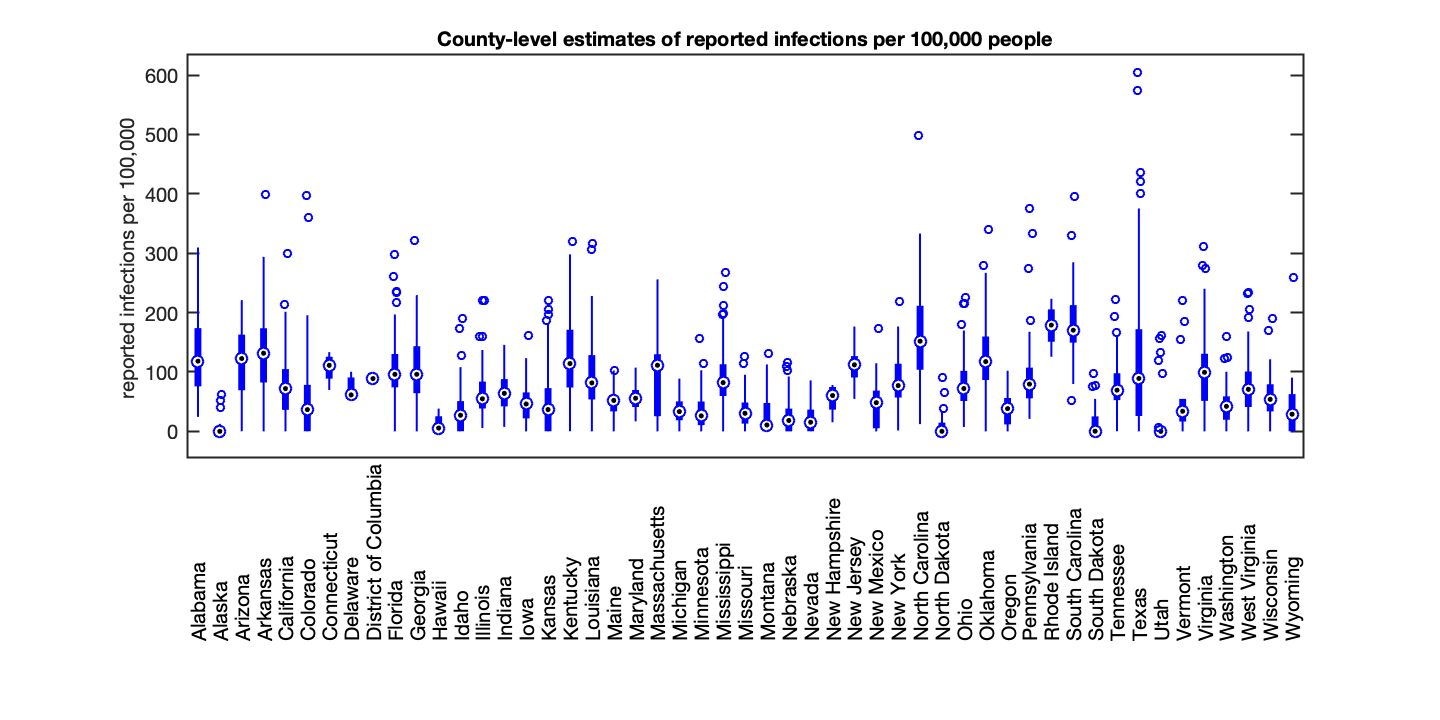 County-level estimates of reported infections per 100,000 people
reported infections per 100,000
600
500
400
300
200
100
0
Alabama
Alaska
Arizona
Arkansas
California
Colorado
Connecticut
Delaware
District of Columbia
Florida
Georgia
Hawaii
Idaho
Illinois
Indiana
Iowa
Kansas
Kentucky
Louisiana
Maine
Maryland
Massachusetts
Michigan
Minnesota
Mississippi
Missouri
Montana
Nebraska
Nevada
New Hampshire
New Jersey
New Mexico
New York
North Carolina
North Dakota
Ohio
Oklahoma
Oregon
Pennsylvania
Rhode Island
South Carolina
South Dakota
Tennessee
Texas
Utah
Vermont
Virginia
Washington
West Virginia
Wisconsin
Wyoming